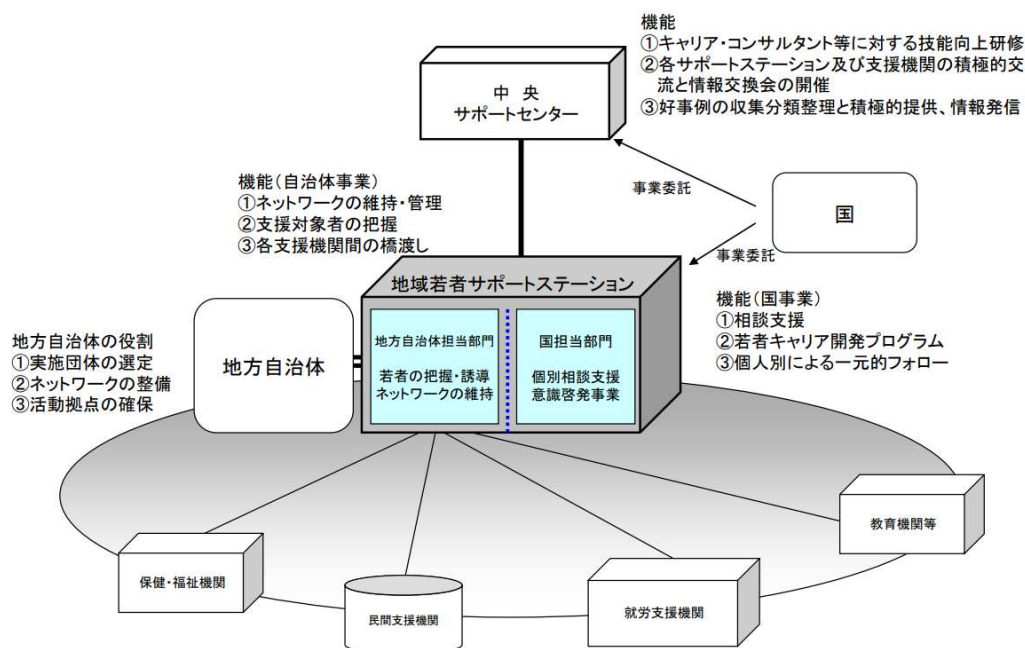 機能
①キャリア・コンサルタント等に対する技能向上研修
②各サポートステーション及び支援機関の積極的交
流と情報交換会の開催
③好事例の収集分類整理と積極的提供、情報発信
中 央
サポートセンター
事業委託
国
機能(自治体事業)
①ネットワークの維持・管理
②支援対象者の把握
③各支援機関間の橋渡し
事業委託
地域若者サポートステーション
機能(国事業)
①相談支援
②若者キャリア開発プログラム
③個人別による一元的フォロー
地方自治体の役割
①実施団体の選定
②ネットワークの整備
③活動拠点の確保
地方自治体
地方自治体担当部門
若者の把握・誘導
ネットワークの維持
国担当部門
個別相談支援
意識啓発事業
教育機関等
保健・福祉機関
民間支援機関
就労支援機関